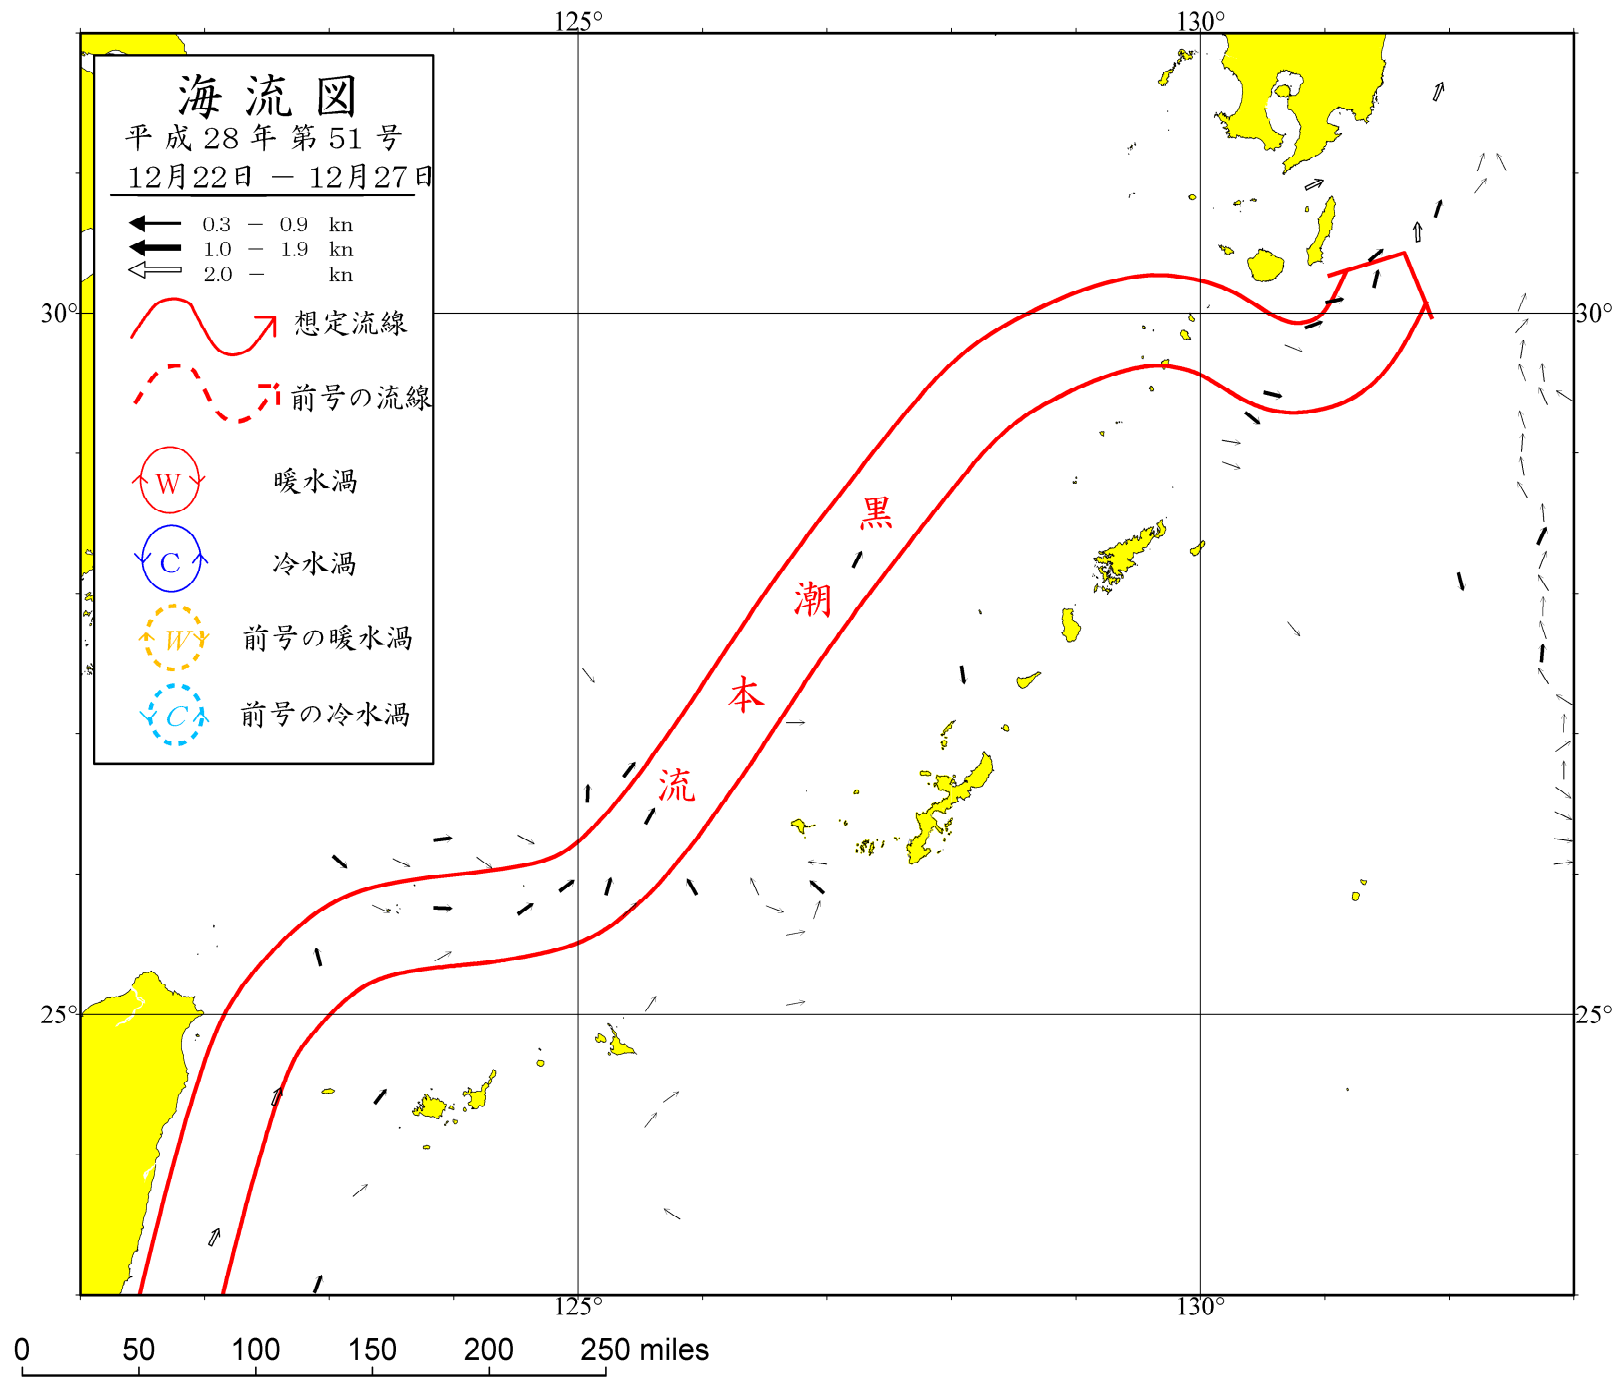 125°
130°
海流図
平成28年第51号
12月22日 － 12月27日
0.3 － 0.9 kn
1.0 － 1.9 kn
2.0 － kn
想定流線
前号の流線
W 暖水渦
C 冷水渦
W 前号の暖水渦
C 前号の冷水渦
30°
30°
黒
潮
本
流
25°
25°
125°
130°
0 50 100 150 200 250 miles